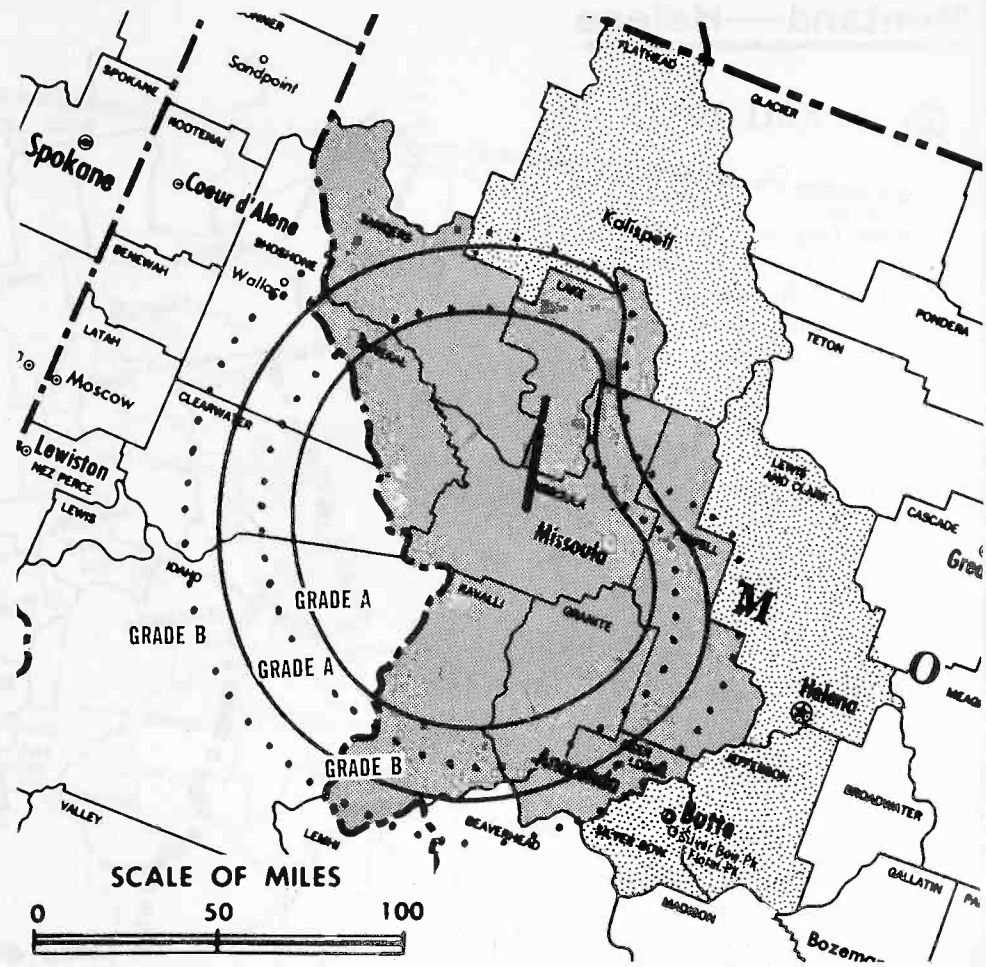 Sandpoint
SPOKANE
FLATHEAD
GLACIER
KOOTENAI
Spokane
Coeur d'Alene
Kalispell
SANDERS
BENEWAH
SHOSHONE
Wallace
LAKE
PONDERA
LATAH
TETON
MINERAL
Moscow
CLEARWATER
Lewiston
NEZ PERCE
LEWIS
AND CLARK
LEWIS
CASCADE
MISSOULA
Missoula
IDAHO
RAVALLI
GRANITE
GRADE A
M
GRADE B
GRADE A
O
Helena
GRADE B
Anaconda
JEFFERSON
BROADWATER
VALLEY
LEMHI
BEAVERHEAD
Butte
SILVER BOW
SCALE OF MILES
GALLATIN
MADISON
0 50 100